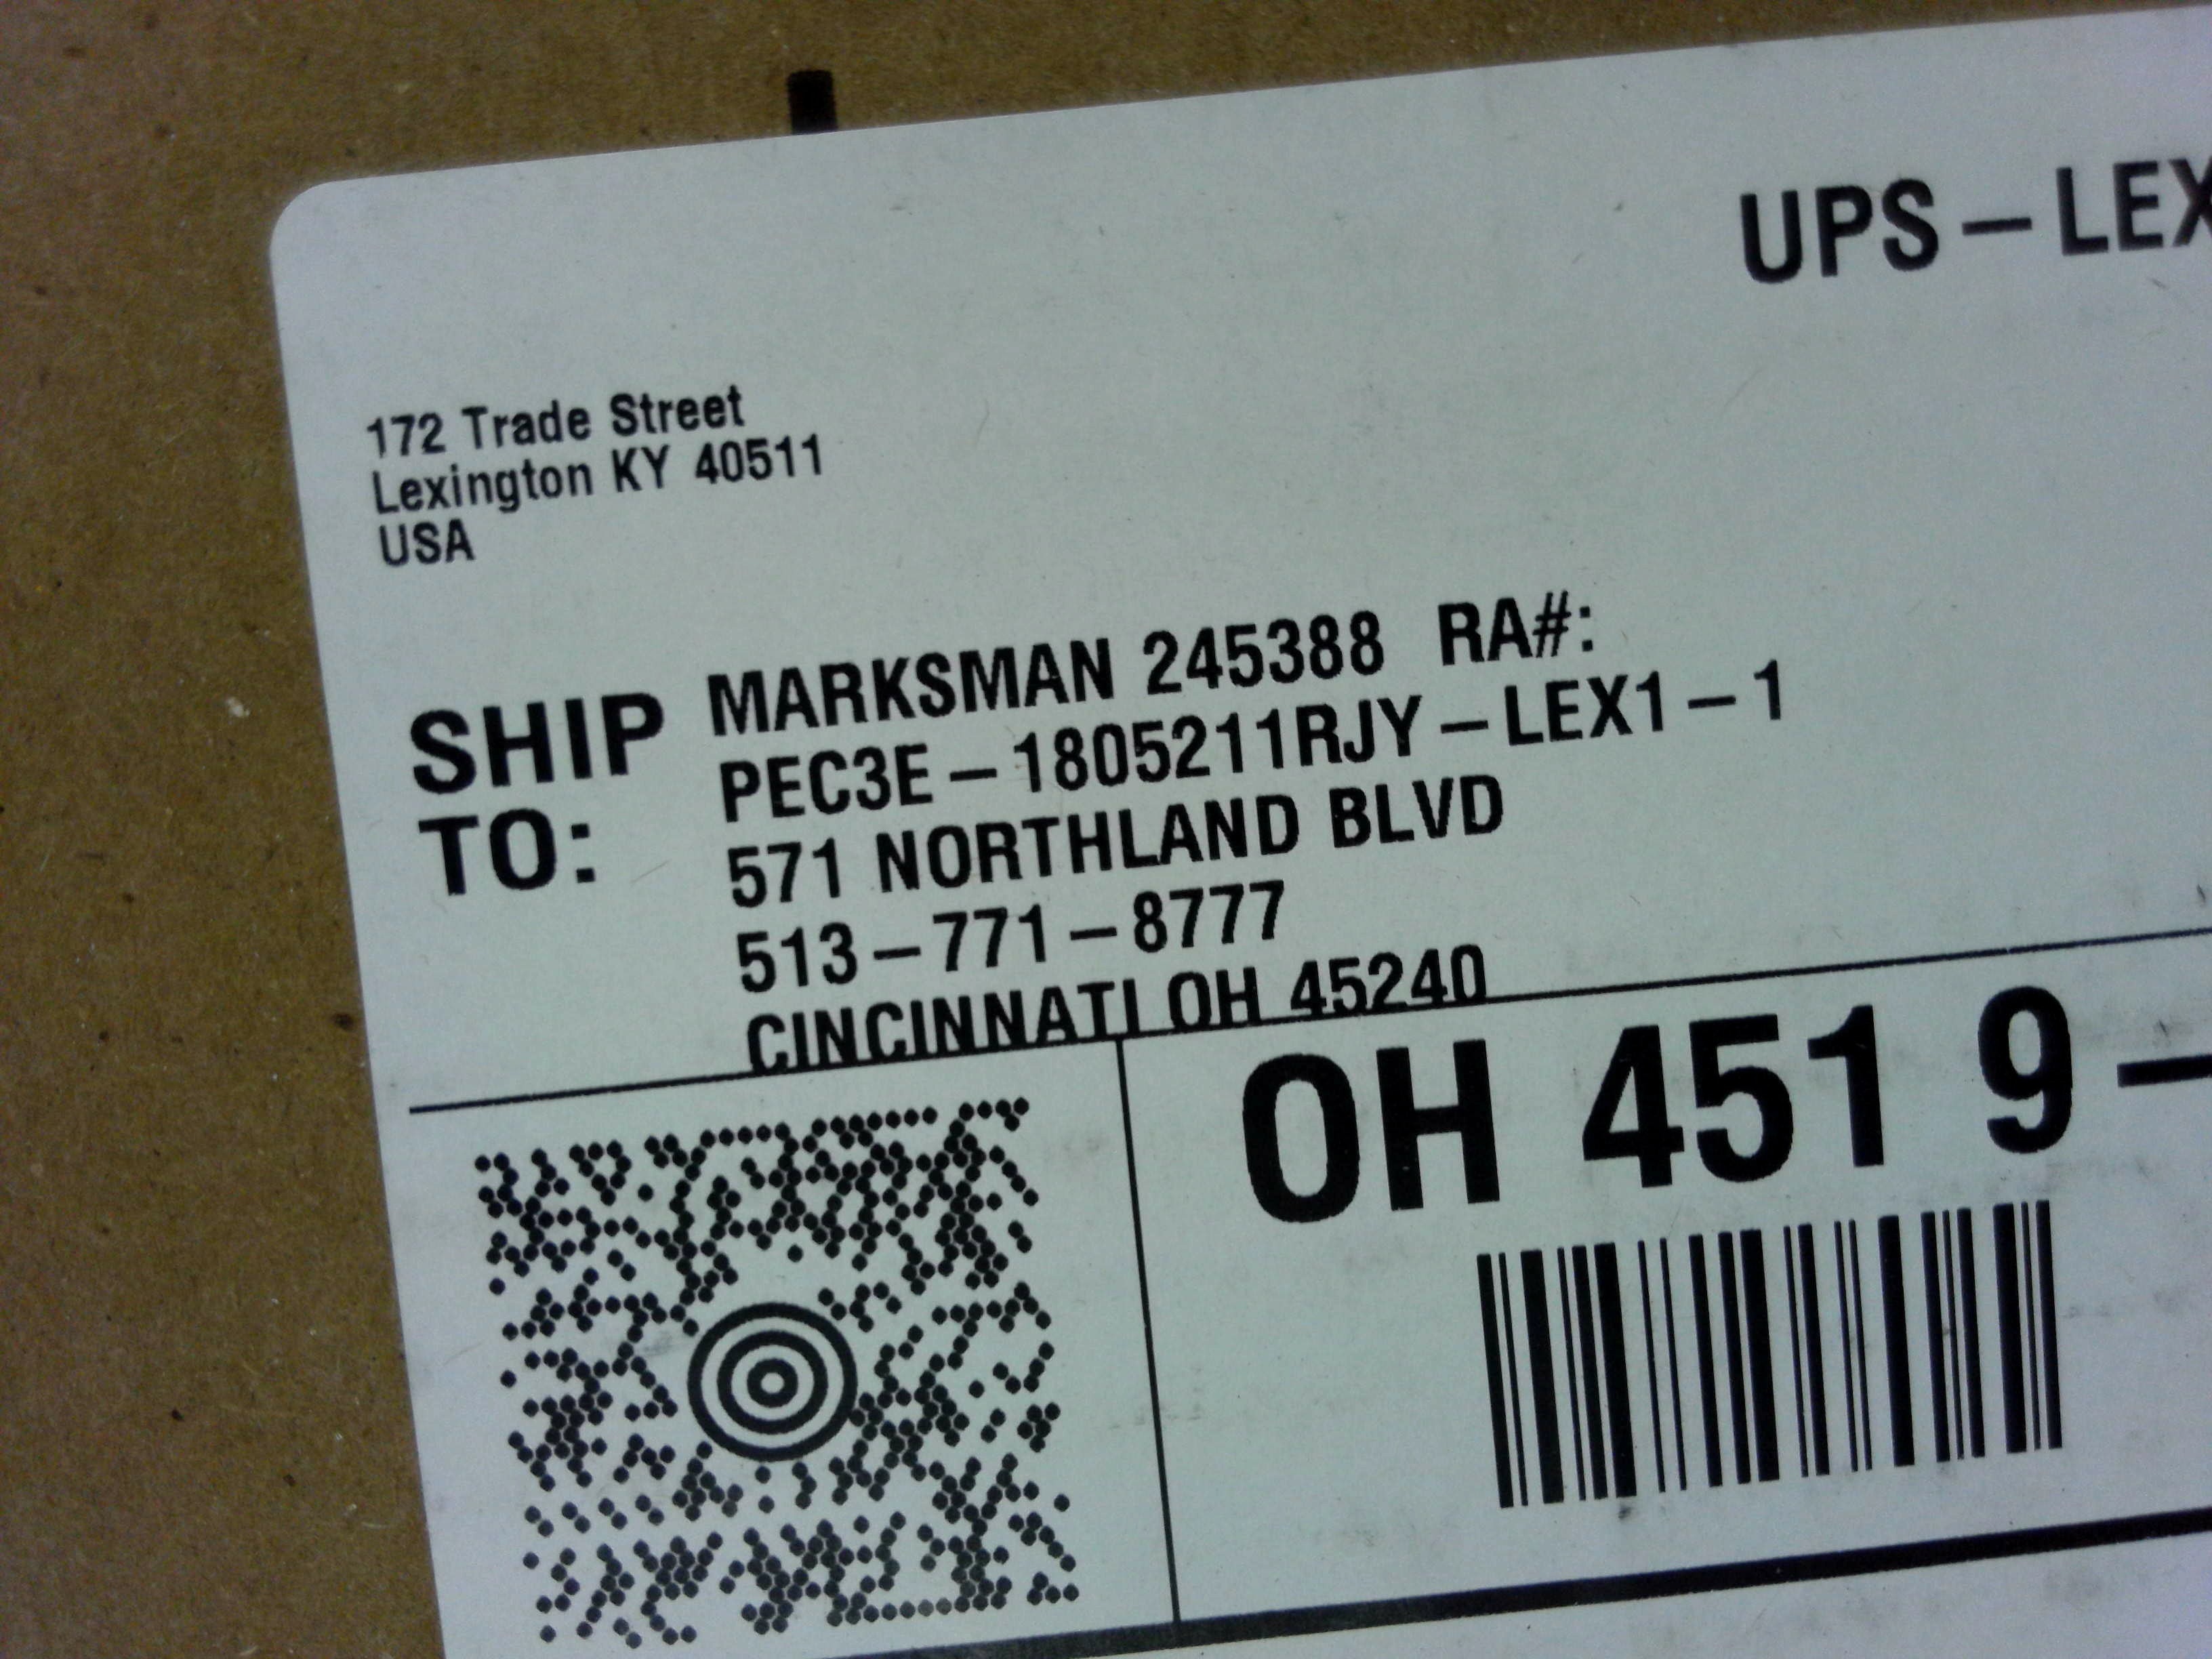 UPS – LEX
172 Trade Street
Lexington KY 40511
USA
SHIP TO:
MARKSMAN 245388 RA#:
PEC3E – 1805211RJY – LEX1 – 1
571 NORTHLAND BLVD
513 – 771 – 8777
CINCINNATI OH 45240
OH 451 9 –